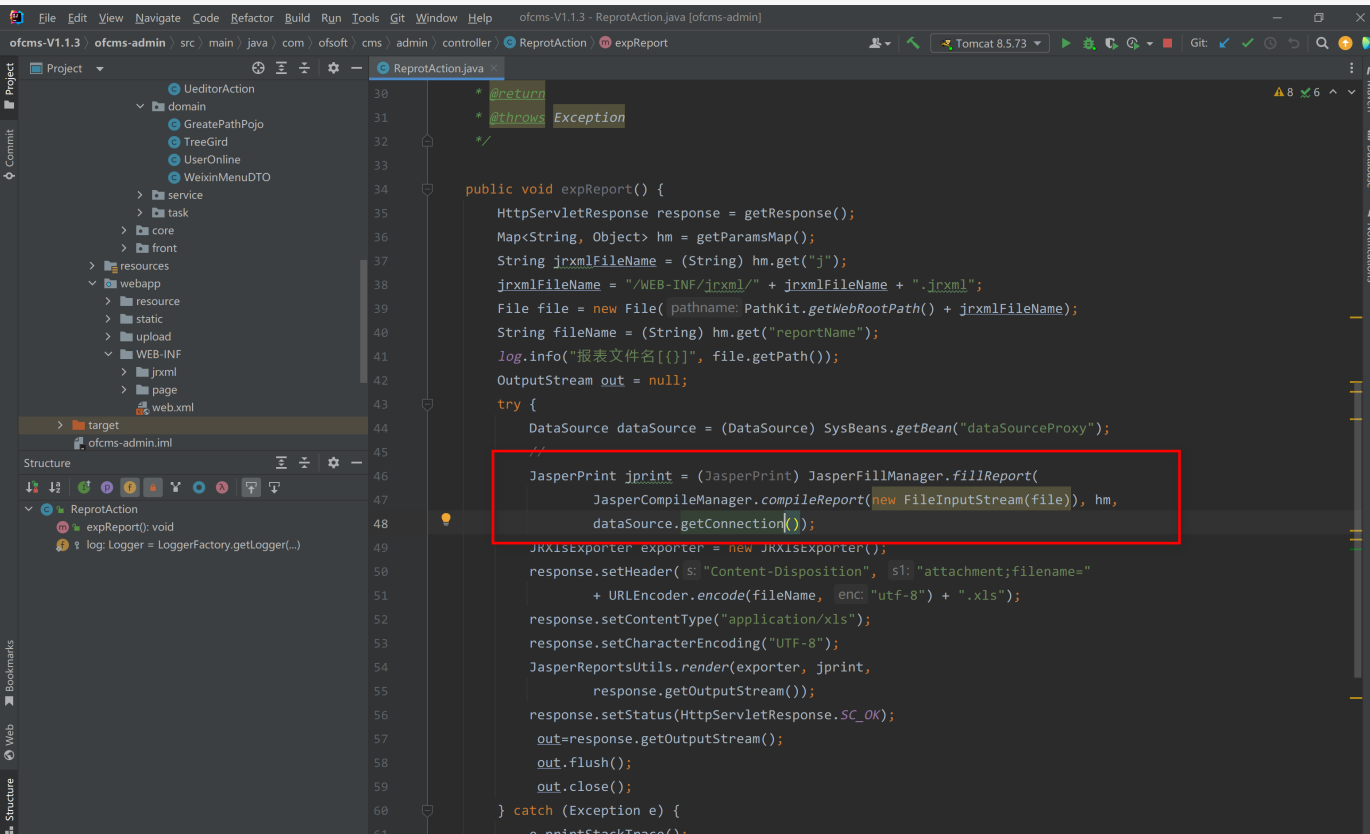 File Edit View Navigate Code Refactor Build Run Tools Git Window Help ofcms-V1.1.3 - ReprotAction.java [ofcms-admin]
ofcms-V1.1.3 ofcms-admin src main java com ofsoft cms admin controller ReprotAction expReport Tomcat 8.5.73 Git:
Project
Project
ReprotAction.java
UeditorAction
domain
GreatePathPojo
TreeGird
UserOnline
WeixinMenuDTO
service
task
core
front
resources
webapp
resource
static
upload
WEB-INF
jrxml
page
web.xml
target
ofcms-admin.iml
Commit
Structure
ReprotAction
expReport(): void
log: Logger = LoggerFactory.getLogger(...)
Bookmarks
Web
Structure
8 6
30 * @return
31 * @throws Exception
32 */
33
34 public void expReport() {
35 HttpServletResponse response = getResponse();
36 Map<String, Object> hm = getParamsMap();
37 String jrxmlFileName = (String) hm.get("j");
38 jrxmlFileName = "/WEB-INF/jrxml/" + jrxmlFileName + ".jrxml";
39 File file = new File( pathname: PathKit.getWebRootPath() + jrxmlFileName);
40 String fileName = (String) hm.get("reportName");
41 log.info("报表文件名[{}]", file.getPath());
42 OutputStream out = null;
43 try {
44 DataSource dataSource = (DataSource) SysBeans.getBean("dataSourceProxy");
45 //
46 JasperPrint jprint = (JasperPrint) JasperFillManager.fillReport(
47 JasperCompileManager.compileReport(new FileInputStream(file)), hm,
48 dataSource.getConnection());
49 JRXlsExporter exporter = new JRXlsExporter();
50 response.setHeader( s: "Content-Disposition", s1: "attachment;filename="
51 + URLEncoder.encode(fileName, enc: "utf-8") + ".xls");
52 response.setContentType("application/xls");
53 response.setCharacterEncoding("UTF-8");
54 JasperReportsUtils.render(exporter, jprint,
55 response.getOutputStream());
56 response.setStatus(HttpServletResponse.SC_OK);
57 out=response.getOutputStream();
58 out.flush();
59 out.close();
60 } catch (Exception e) {
61 e.printStackTrace();